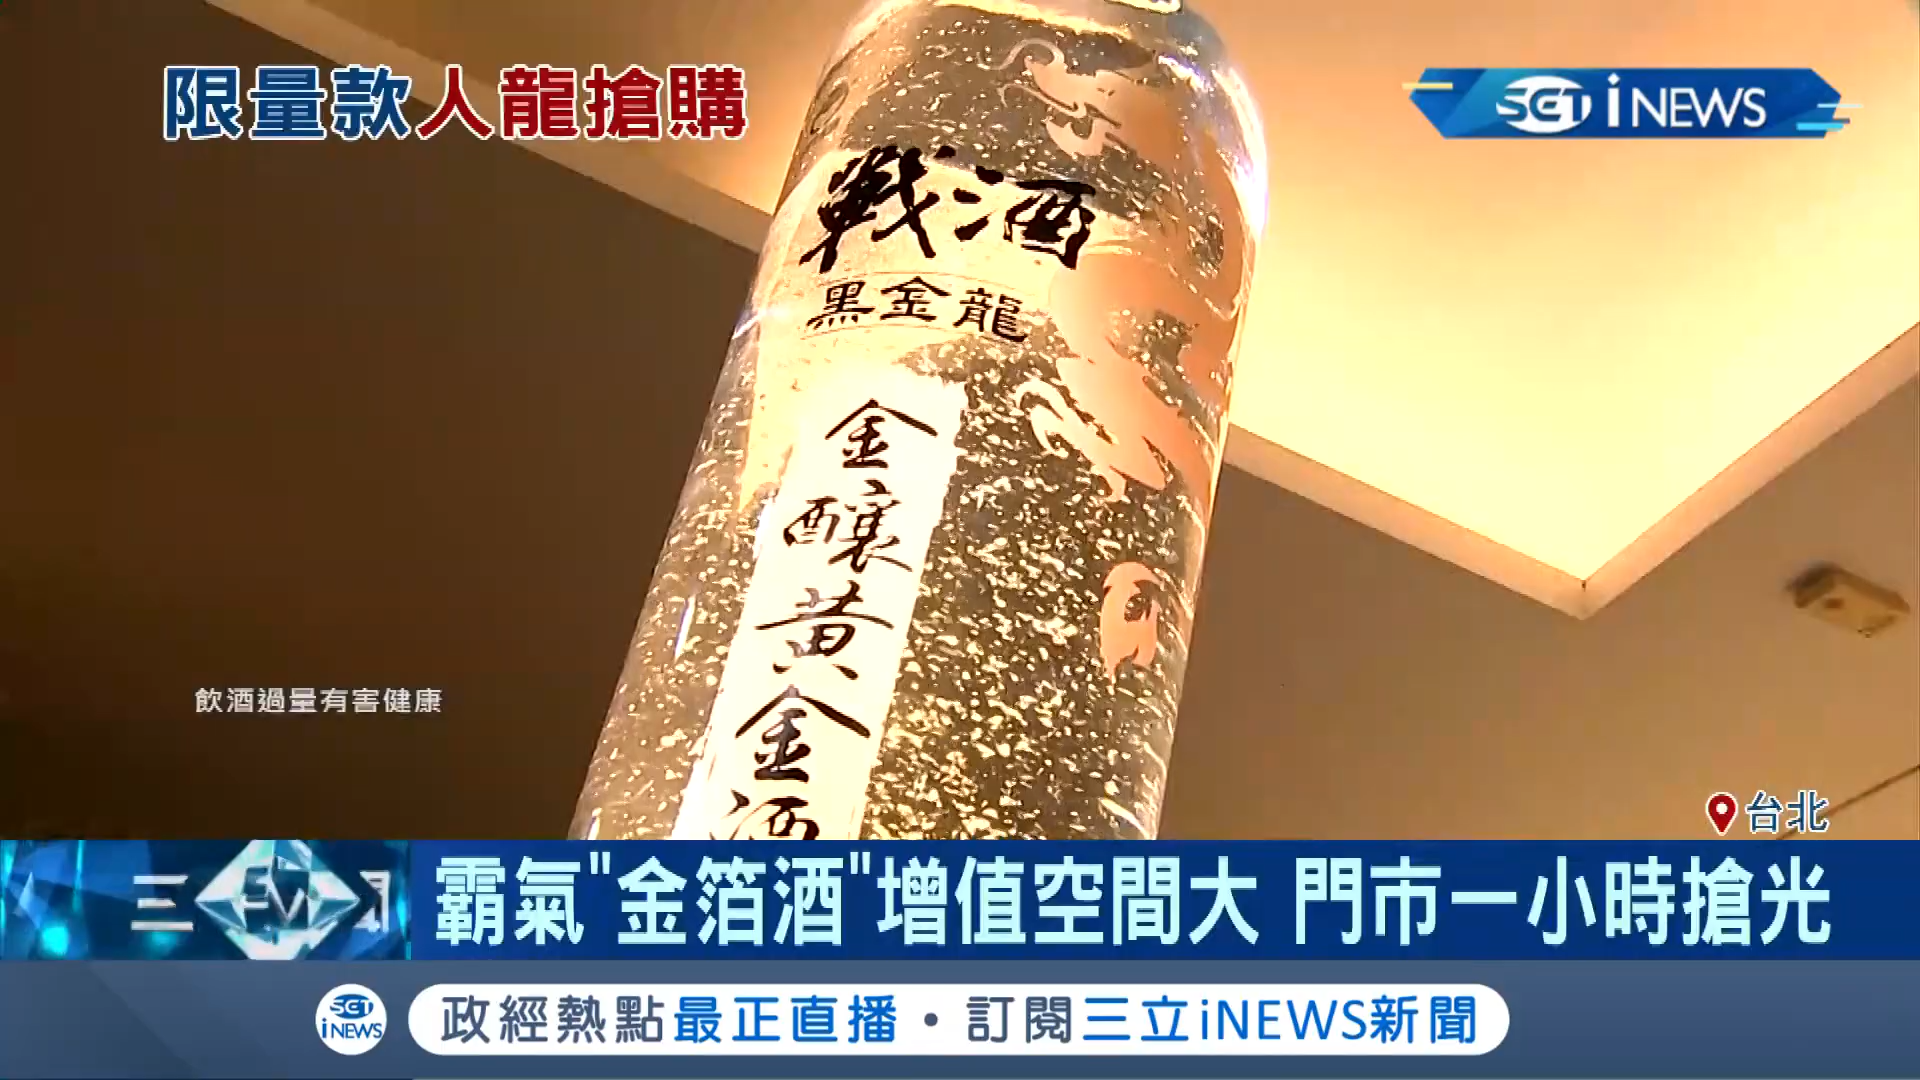 限量款人龍搶購
SET iNEWS
戰酒
黑金龍
金釀黃金酒
飲酒過量有害健康
台北
霸氣"金箔酒"增值空間大 門市一小時搶光
SET
iNEWS
政經熱點最正直播・訂閱三立iNEWS新聞